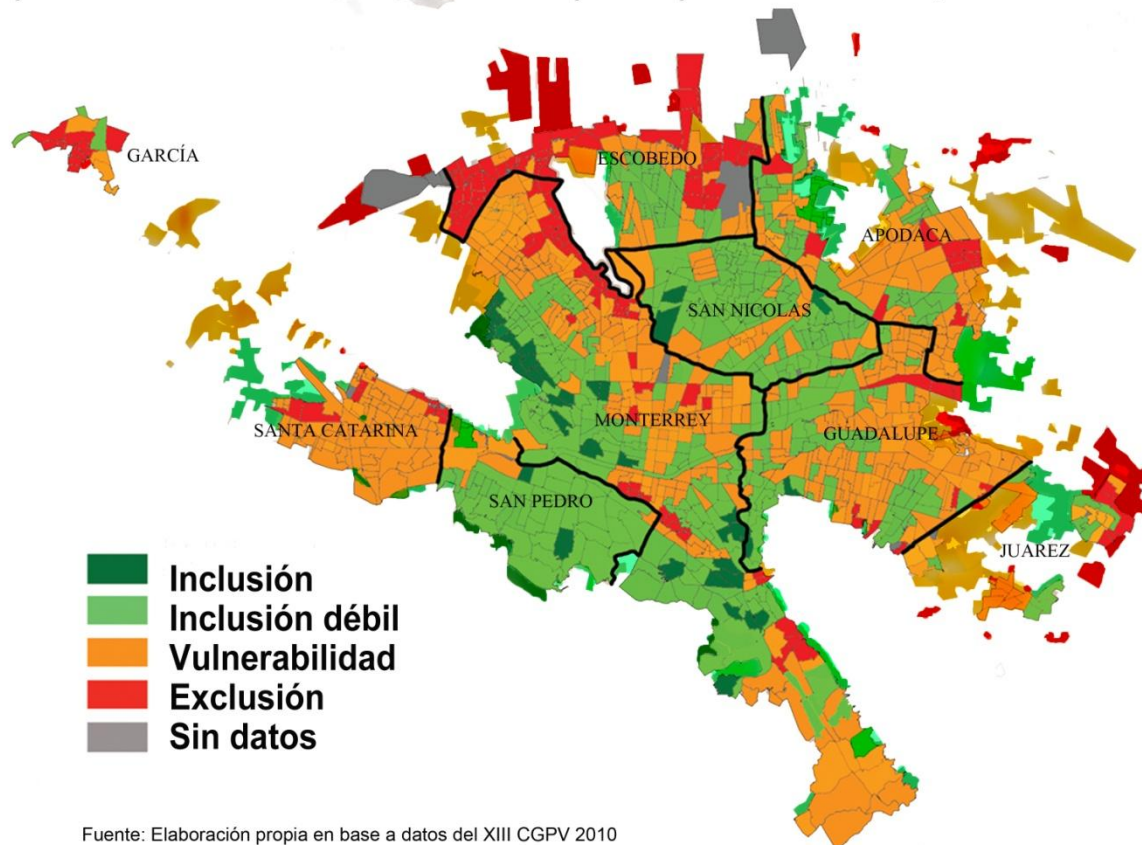 GARCÍA
ESCOBEDO
APODACA
SAN NICOLAS
SANTA CATARINA
MONTERREY
GUADALUPE
SAN PEDRO
JUAREZ
Inclusión
Inclusión débil
Vulnerabilidad
Exclusión
Sin datos
Fuente: Elaboración propia en base a datos del XIII CGPV 2010